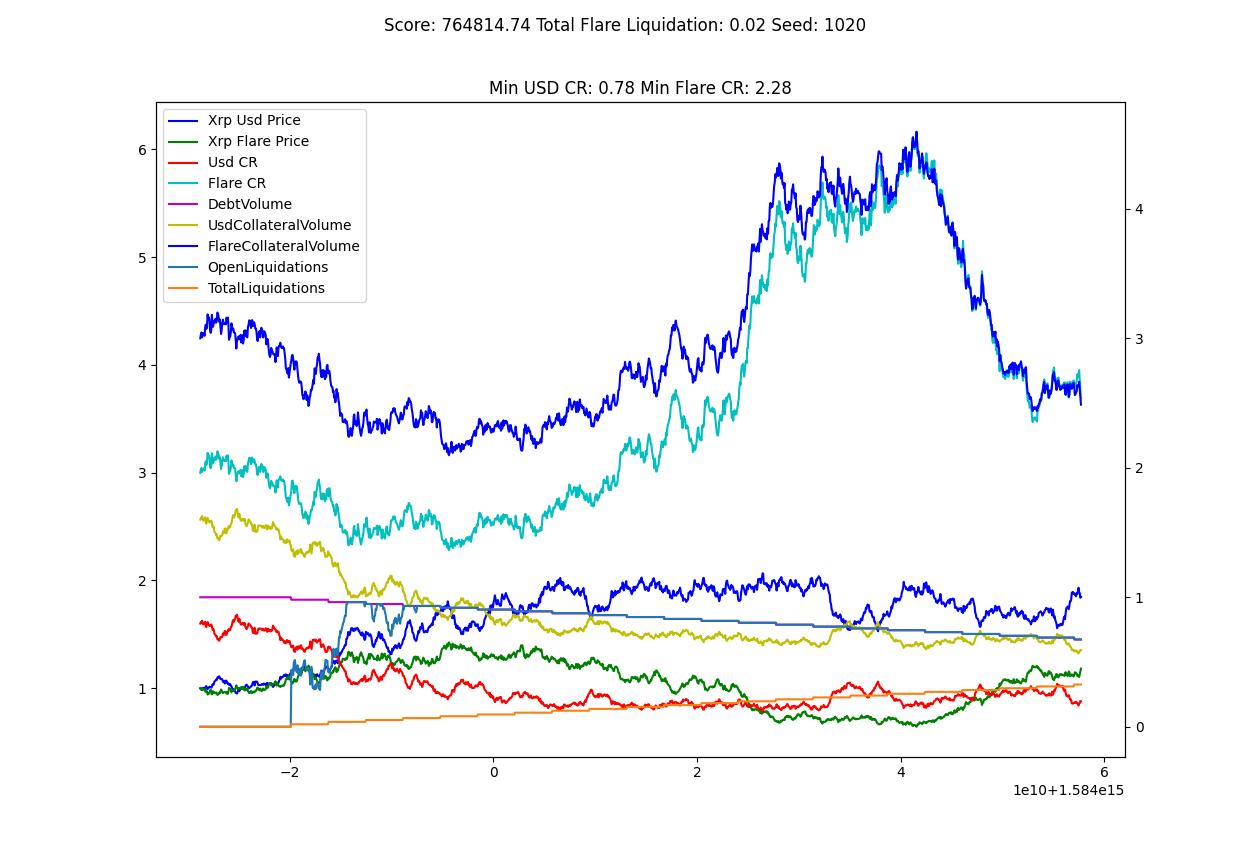 Score: 764814.74 Total Flare Liquidation: 0.02 Seed: 1020
Min USD CR: 0.78 Min Flare CR: 2.28
Xrp Usd Price
Xrp Flare Price
Usd CR
Flare CR
DebtVolume
UsdCollateralVolume
FlareCollateralVolume
OpenLiquidations
TotalLiquidations
6
5
4
3
2
1
4
3
2
1
0
−2
0
2
4
6
1e10+1.584e15